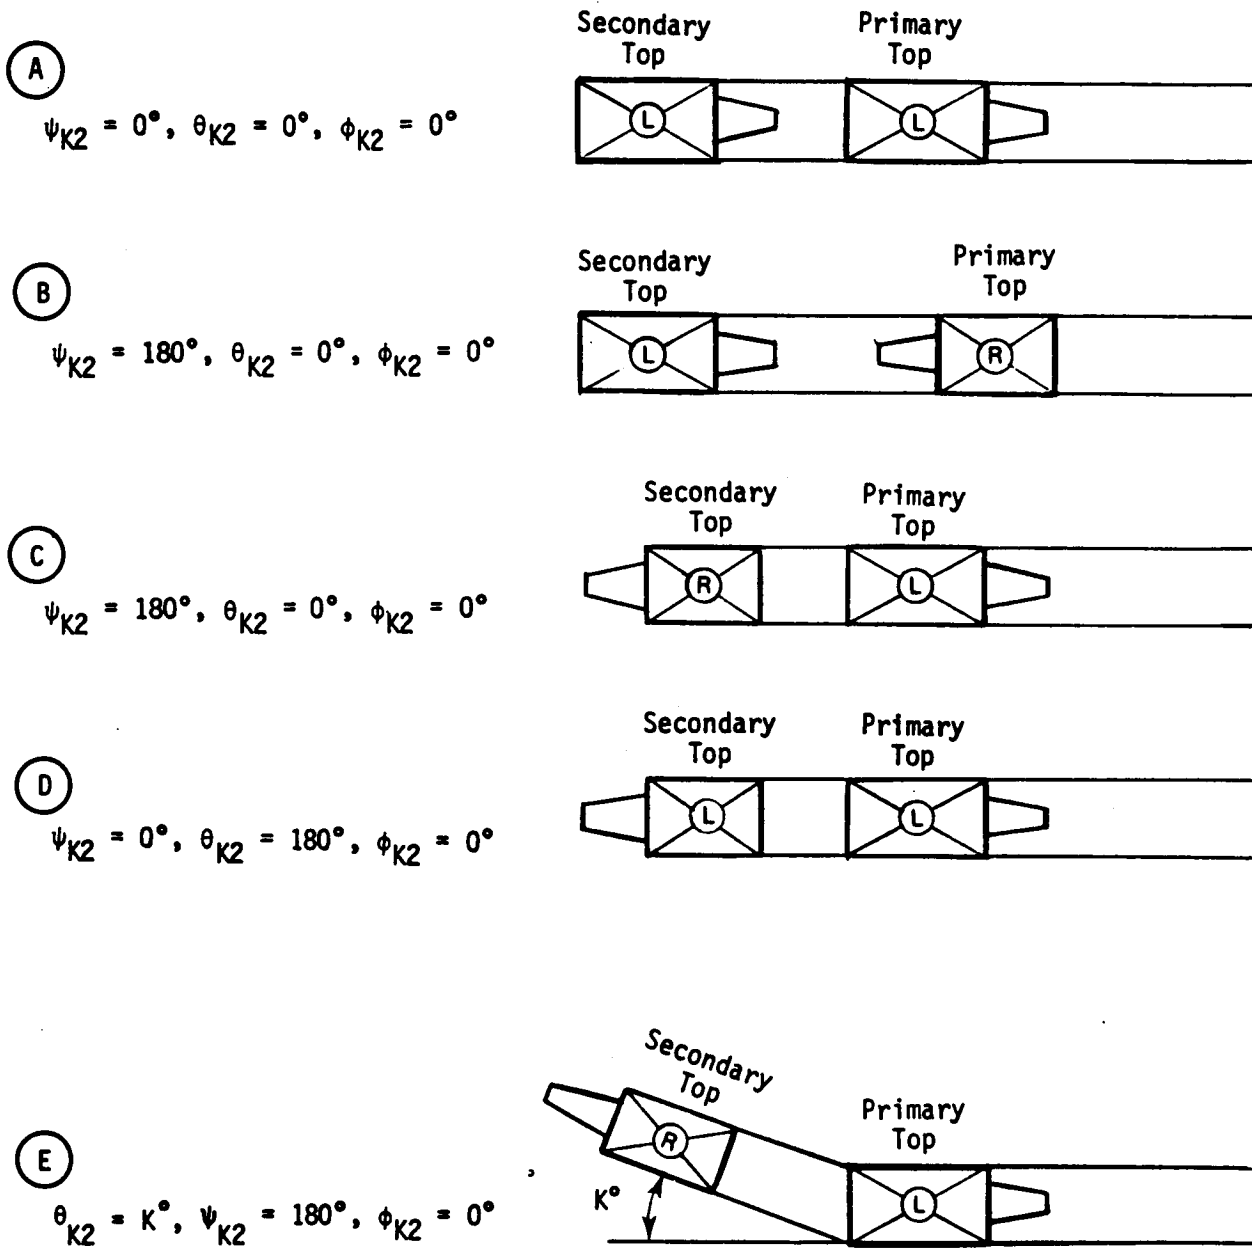 Secondary Top
Primary Top
A
L
L
ψK2 = 0°, θK2 = 0°, ϕK2 = 0°
Secondary Top
Primary Top
B
L
R
ψK2 = 180°, θK2 = 0°, ϕK2 = 0°
Secondary Top
Primary Top
C
R
L
ψK2 = 180°, θK2 = 0°, ϕK2 = 0°
Secondary Top
Primary Top
D
L
L
ψK2 = 0°, θK2 = 180°, ϕK2 = 0°
Secondary Top
Primary Top
E
R
L
K°
θK2 = K°, ψK2 = 180°, ϕK2 = 0°